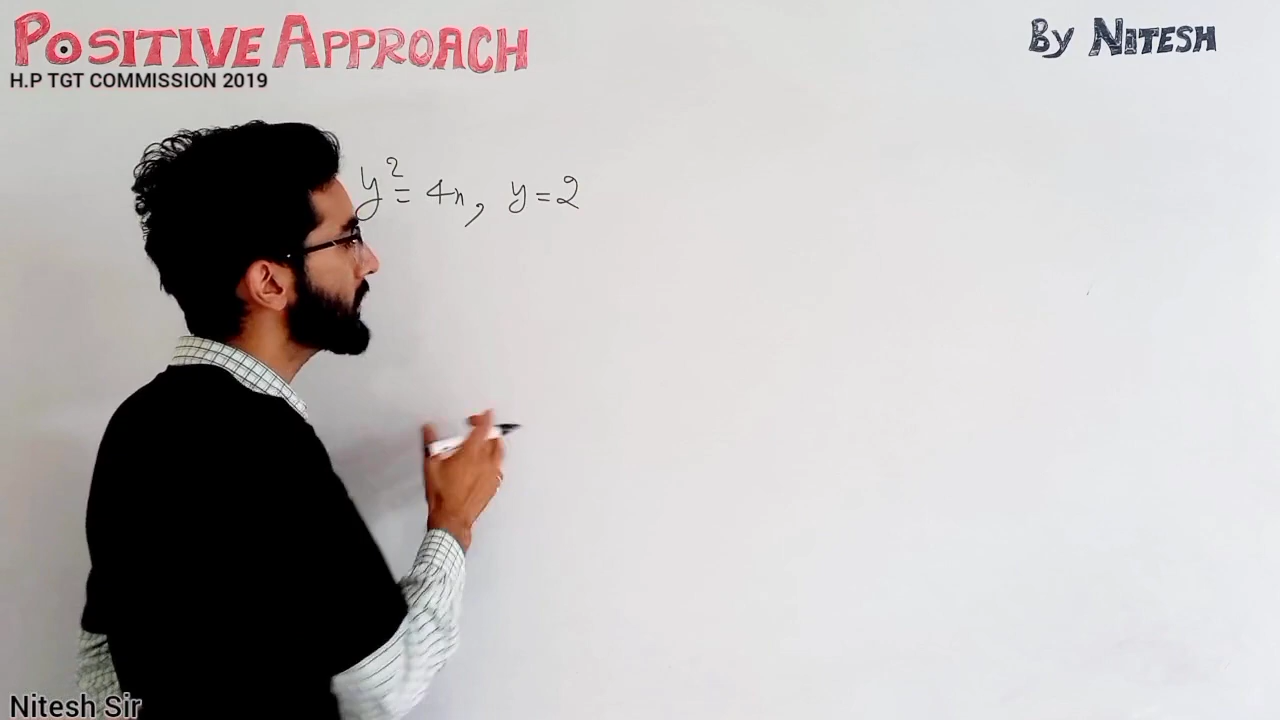 POSITIVE APPROACH
By NITESH
H.P TGT COMMISSION 2019
y² = 4x, y = 2
Nitesh Sir